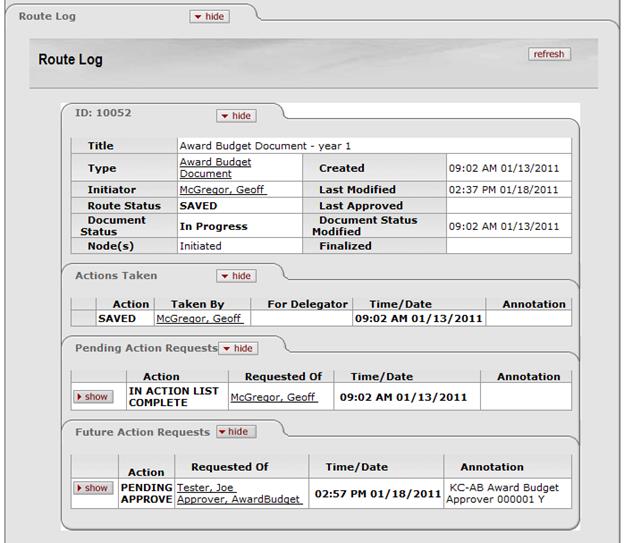 Route Log hide
Route Log refresh
ID: 10052 hide
Title Award Budget Document - year 1
Type Award Budget Document Created 09:02 AM 01/13/2011
Initiator McGregor, Geoff Last Modified 02:37 PM 01/18/2011
Route Status SAVED Last Approved
Document Status In Progress Document Status Modified 09:02 AM 01/13/2011
Node(s) Initiated Finalized
Actions Taken hide
Action Taken By For Delegator Time/Date Annotation
SAVED McGregor, Geoff 09:02 AM 01/13/2011
Pending Action Requests hide
Action Requested Of Time/Date Annotation
show IN ACTION LIST COMPLETE McGregor, Geoff 09:02 AM 01/13/2011
Future Action Requests hide
Action Requested Of Time/Date Annotation
show PENDING APPROVE Tester, Joe Approver, AwardBudget 02:57 PM 01/18/2011 KC-AB Award Budget Approver 000001 Y